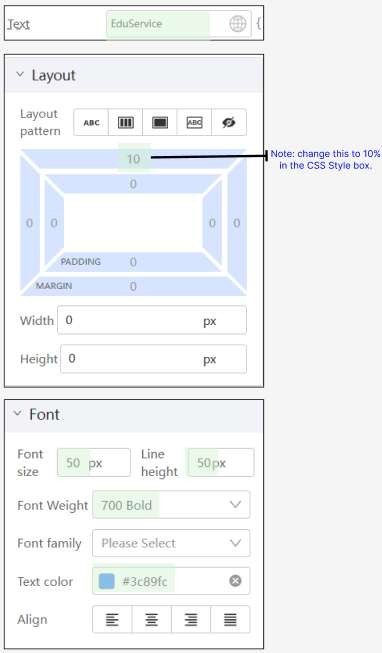 Text EduService {
Layout
Layout pattern ABC ABC
10
Note: change this to 10%
in the CSS Style box.
0
0 0 0 0
PADDING 0
MARGIN 0
Width 0 px
Height 0 px
Font
Font size 50 px Line height 50px
Font Weight 700 Bold
Font family Please Select
Text color #3c89fc
Align